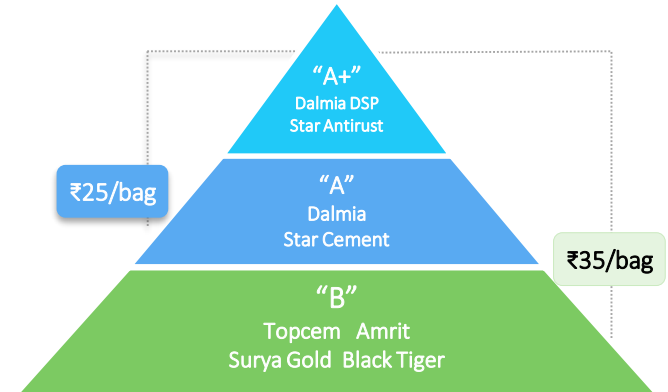 “A+”
Dalmia DSP
Star Antirust
₹25/bag
“A”
Dalmia
Star Cement
₹35/bag
“B”
Topcem Amrit
Surya Gold Black Tiger